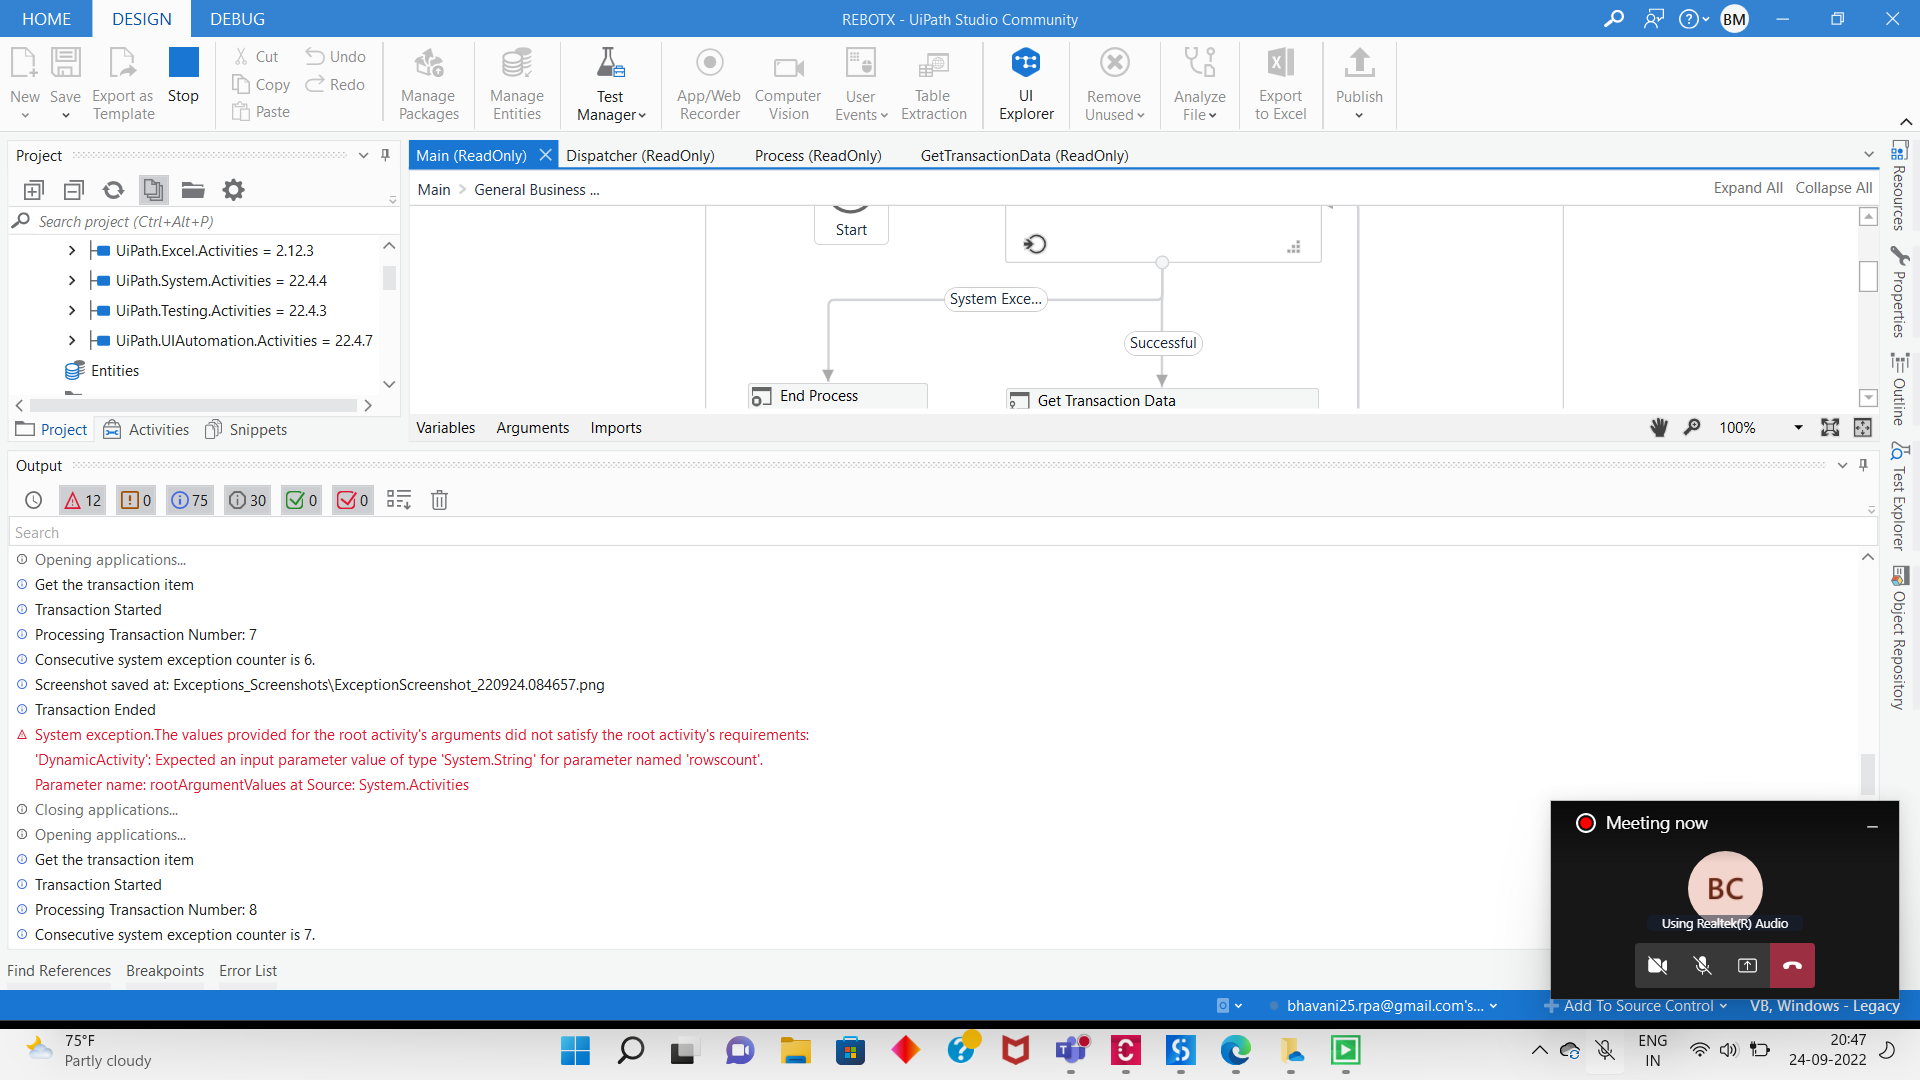 HOME DESIGN DEBUG REBOTX - UiPath Studio Community BM
New Save Export as Template Stop Cut Copy Paste Undo Redo Manage Packages Manage Entities Test Manager App/Web Recorder Computer Vision User Events Table Extraction UI Explorer Remove Unused Analyze File Export to Excel Publish
Project
Main (ReadOnly) Dispatcher (ReadOnly) Process (ReadOnly) GetTransactionData (ReadOnly)
Main > General Business ... Expand All Collapse All
Search project (Ctrl+Alt+P)
UiPath.Excel.Activities = 2.12.3
UiPath.System.Activities = 22.4.4
UiPath.Testing.Activities = 22.4.3
UiPath.UIAutomation.Activities = 22.4.7
Entities
Project Activities Snippets
Start
System Exce...
Successful
End Process
Get Transaction Data
Variables Arguments Imports 100%
Resources
Properties
Outline
Test Explorer
Object Repository
Output
12 0 75 30 0 0
Search
Opening applications...
Get the transaction item
Transaction Started
Processing Transaction Number: 7
Consecutive system exception counter is 6.
Screenshot saved at: Exceptions_Screenshots\ExceptionScreenshot_220924.084657.png
Transaction Ended
System exception.The values provided for the root activity's arguments did not satisfy the root activity's requirements:
'DynamicActivity': Expected an input parameter value of type 'System.String' for parameter named 'rowscount'.
Parameter name: rootArgumentValues at Source: System.Activities
Closing applications...
Opening applications...
Get the transaction item
Transaction Started
Processing Transaction Number: 8
Consecutive system exception counter is 7.
Meeting now
BC
Using Realtek(R) Audio
Find References Breakpoints Error List
bhavani25.rpa@gmail.com's... Add To Source Control VB, Windows - Legacy
75°F
Partly cloudy
ENG
IN
20:47
24-09-2022